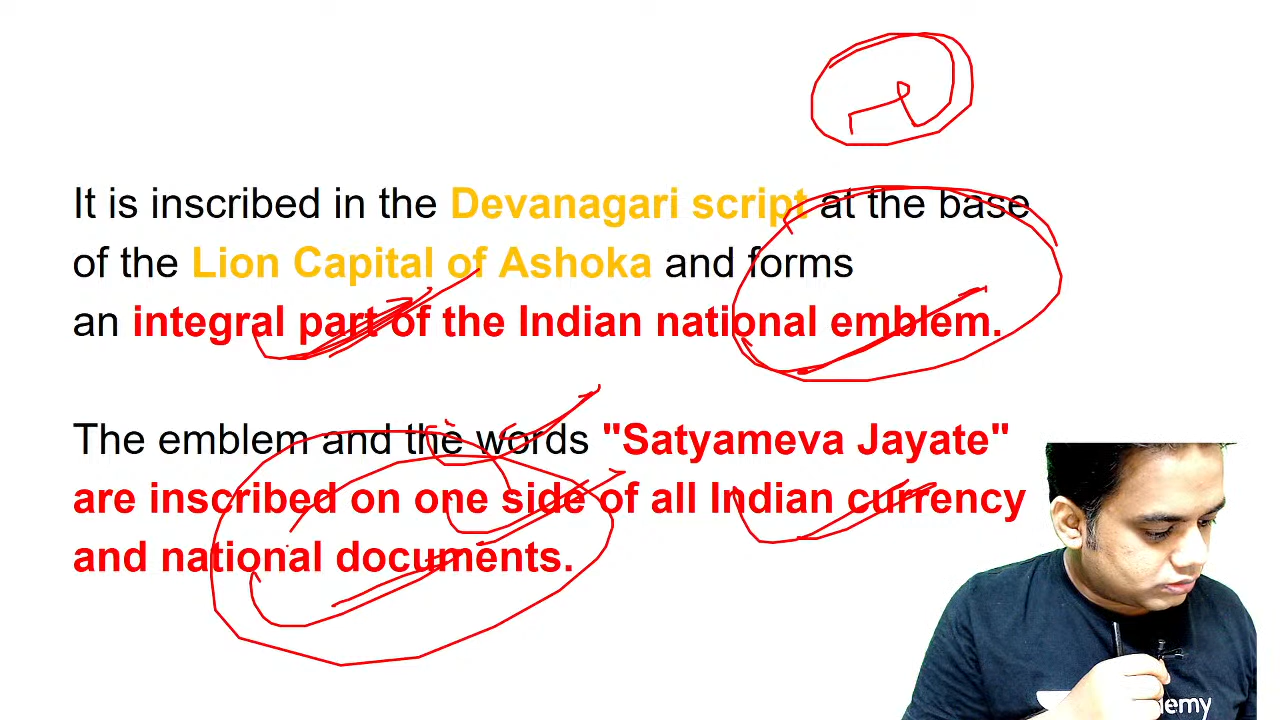 It is inscribed in the Devanagari script at the base
of the Lion Capital of Ashoka and forms
an integral part of the Indian national emblem.
The emblem and the words "Satyameva Jayate"
are inscribed on one side of all Indian currency
and national documents.